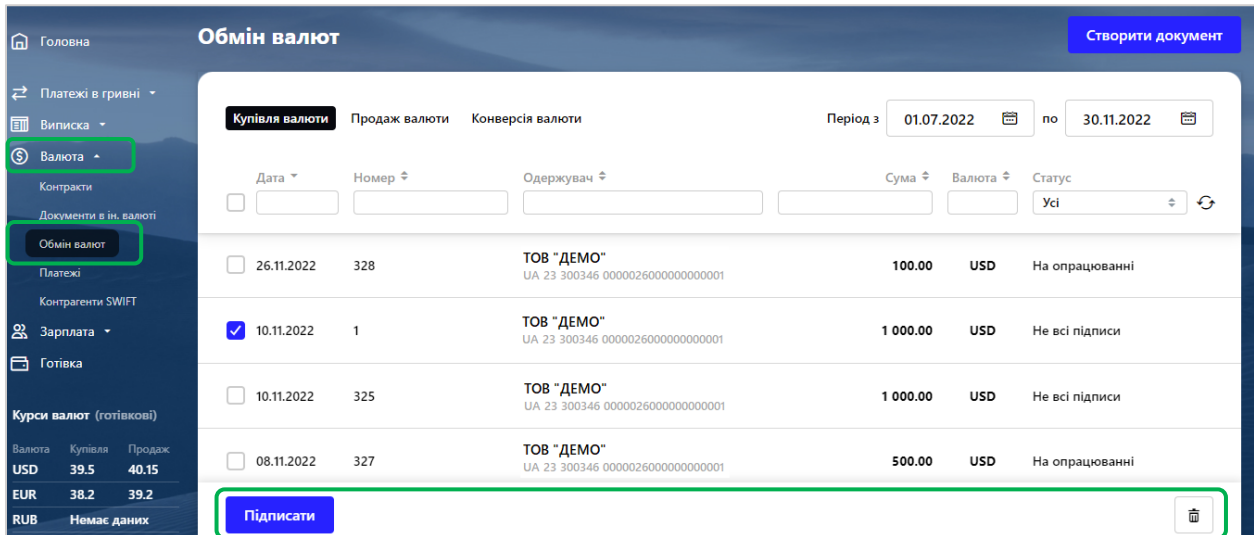 Головна
Платежі в гривні
Виписка
Валюта
Контракти
Документи в ін. валюті
Обмін валют
Платежі
Контрагенти SWIFT
Зарплата
Готівка
Курси валют (готівкові)
Валюта Купівля Продаж
USD 39.5 40.15
EUR 38.2 39.2
RUB Немає даних
Обмін валют
Створити документ
Купівля валюти Продаж валюти Конверсія валюти Період з 01.07.2022 по 30.11.2022
Дата Номер Одержувач Сума Валюта Статус
Усі
26.11.2022 328 ТОВ "ДЕМО" 100.00 USD На опрацюванні
UA 23 300346 0000026000000000001
10.11.2022 1 ТОВ "ДЕМО" 1 000.00 USD Не всі підписи
UA 23 300346 0000026000000000001
10.11.2022 325 ТОВ "ДЕМО" 1 000.00 USD Не всі підписи
UA 23 300346 0000026000000000001
08.11.2022 327 ТОВ "ДЕМО" 500.00 USD На опрацюванні
UA 23 300346 0000026000000000001
Підписати